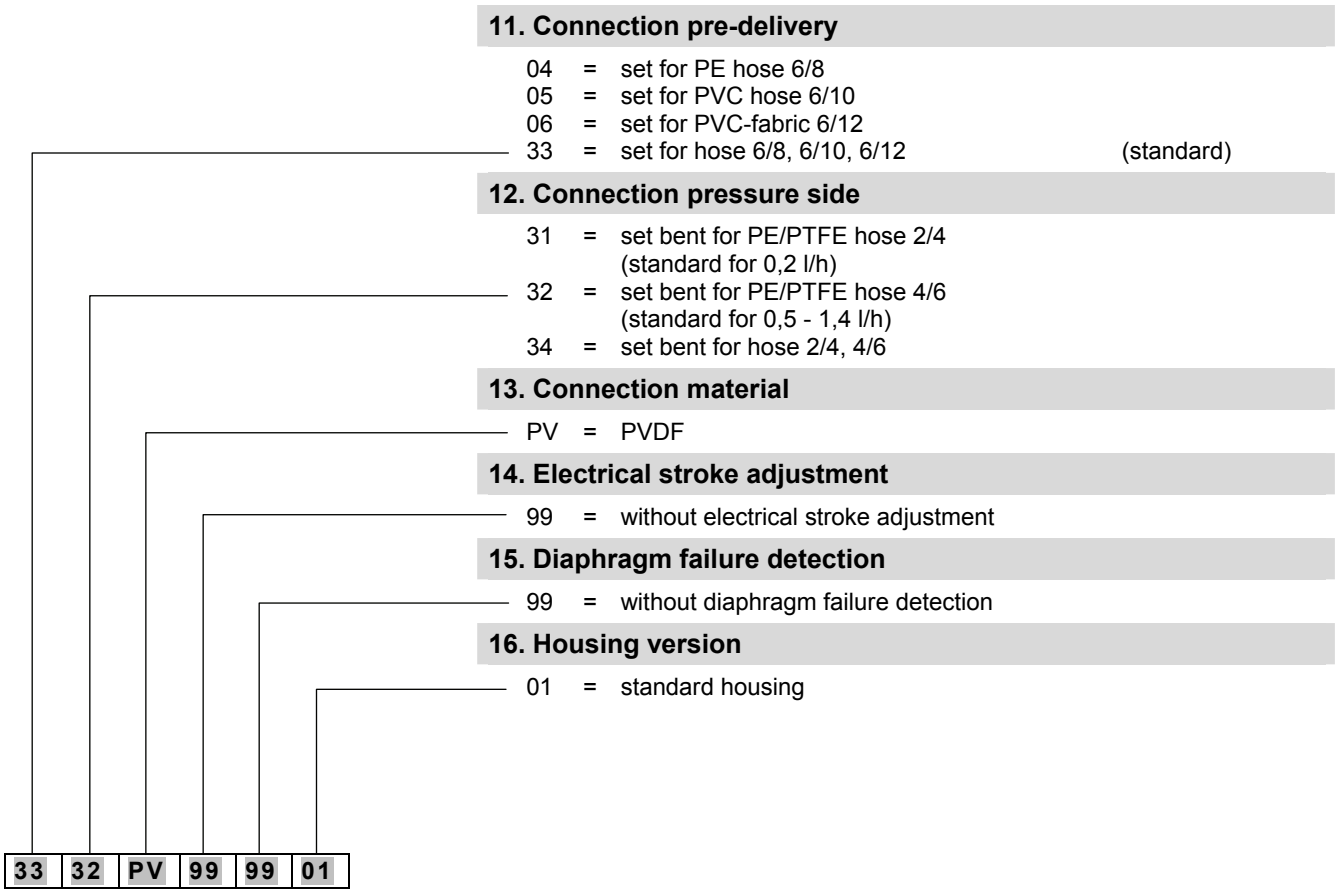 11. Connection pre-delivery
04 = set for PE hose 6/8
05 = set for PVC hose 6/10
06 = set for PVC-fabric 6/12
33 = set for hose 6/8, 6/10, 6/12 (standard)
12. Connection pressure side
31 = set bent for PE/PTFE hose 2/4
(standard for 0,2 l/h)
32 = set bent for PE/PTFE hose 4/6
(standard for 0,5 - 1,4 l/h)
34 = set bent for hose 2/4, 4/6
13. Connection material
PV = PVDF
14. Electrical stroke adjustment
99 = without electrical stroke adjustment
15. Diaphragm failure detection
99 = without diaphragm failure detection
16. Housing version
01 = standard housing
33 32 PV 99 99 01